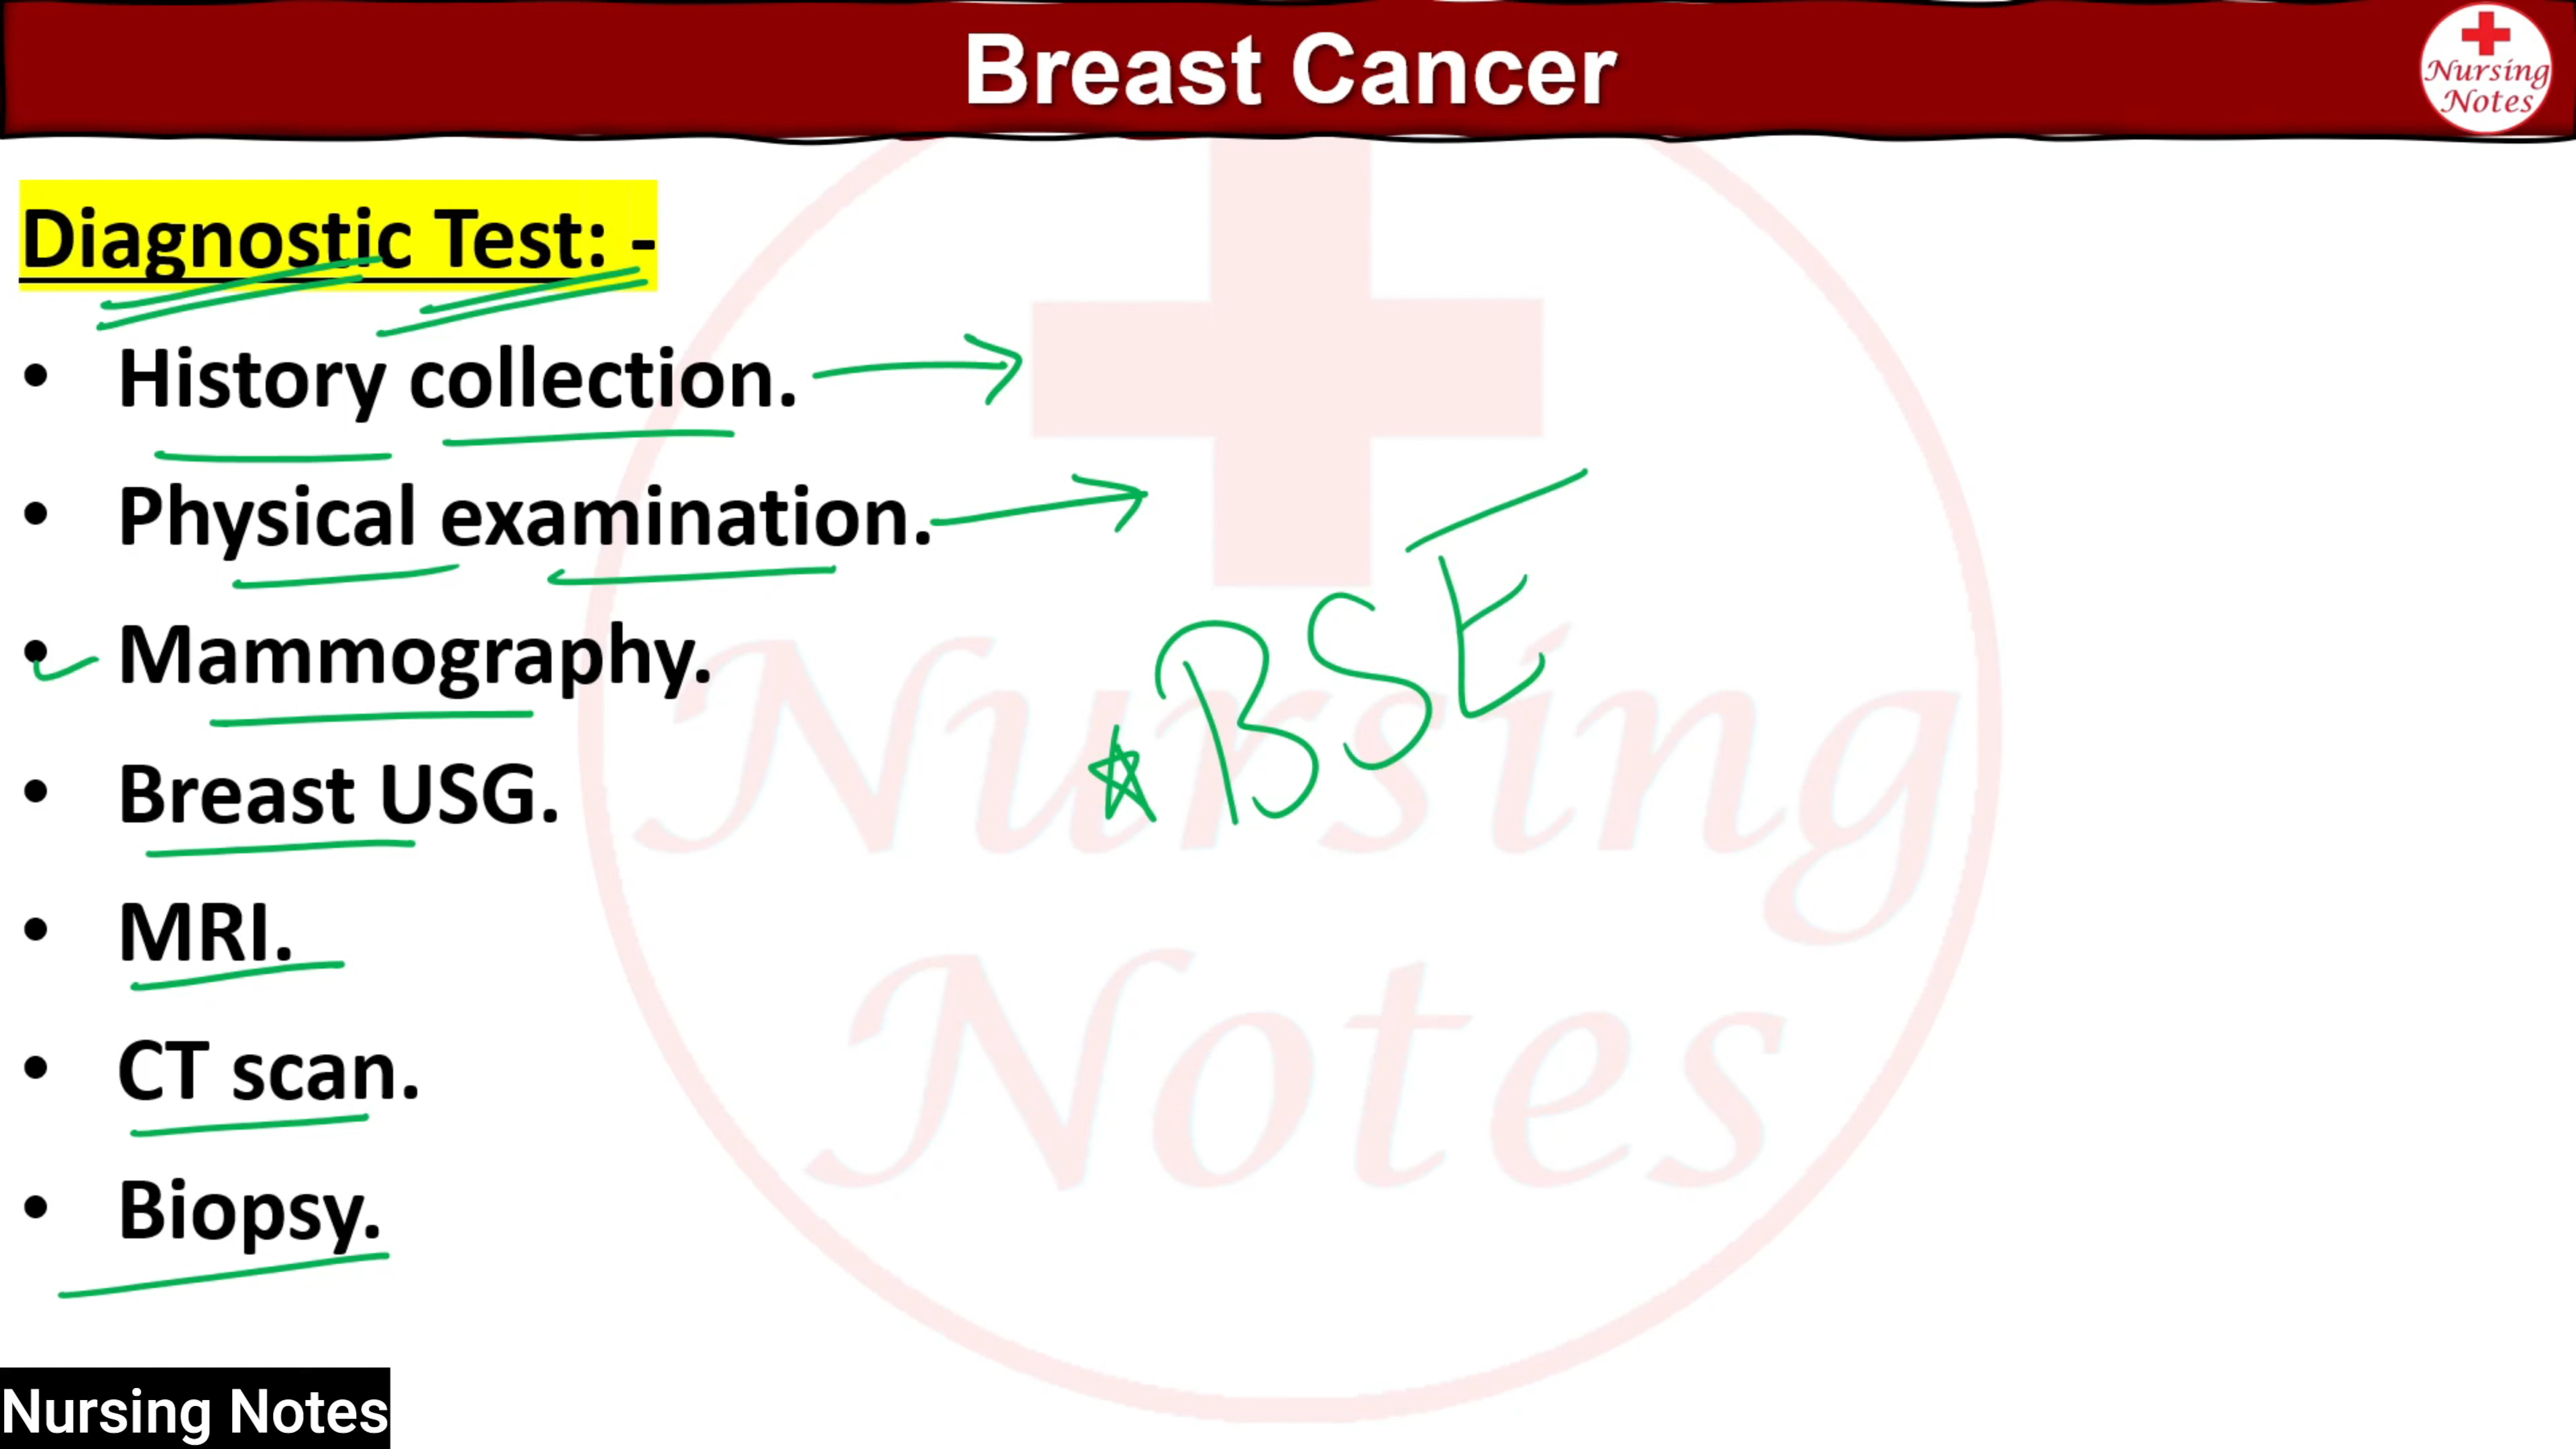 Breast Cancer
Nursing
Notes
Diagnostic Test: -
• History collection.
• Physical examination.
• Mammography.
• Breast USG.
• MRI.
• CT scan.
• Biopsy.
BSE
Nursing
Notes
Nursing Notes